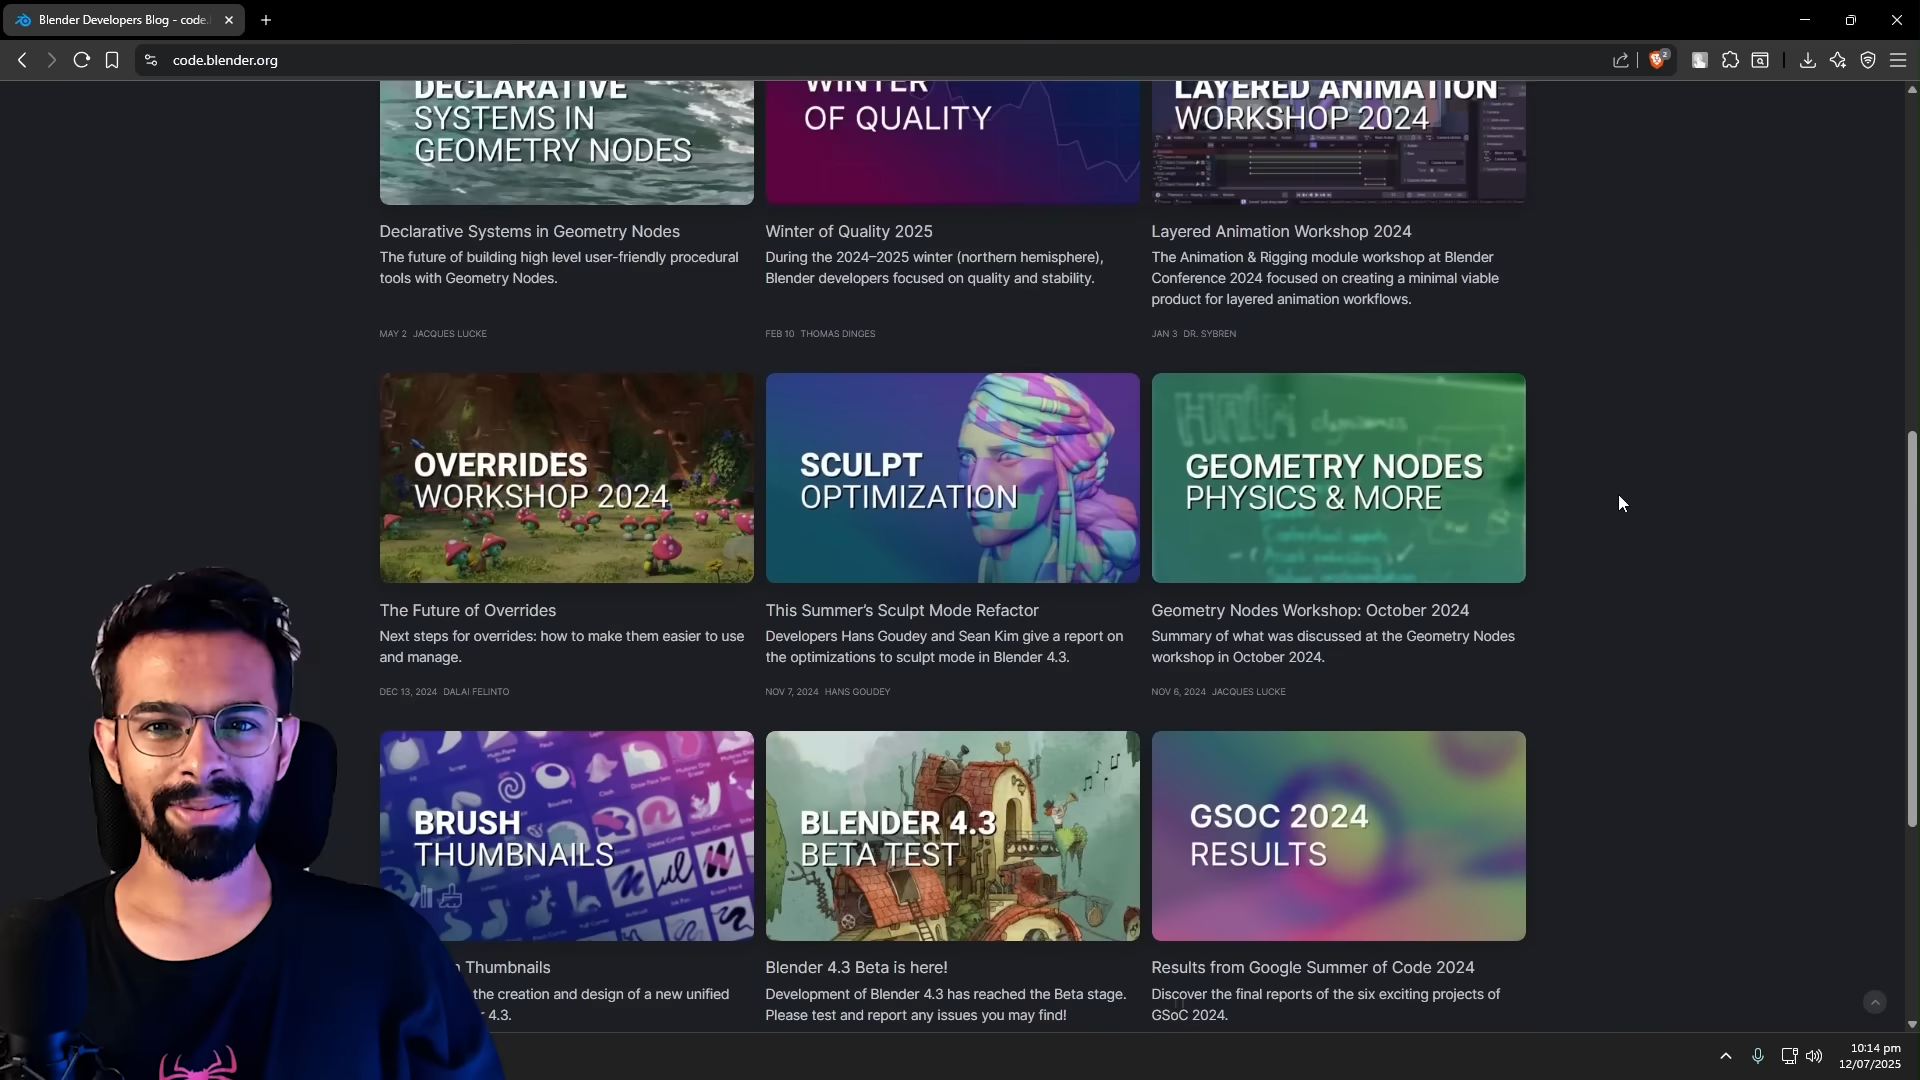 Blender Developers Blog - code.
code.blender.org
2
DECLARATIVE
SYSTEMS IN
GEOMETRY NODES
WINTER
OF QUALITY
LAYERED ANIMATION
WORKSHOP 2024
Declarative Systems in Geometry Nodes
The future of building high level user-friendly procedural
tools with Geometry Nodes.
MAY 2 JACQUES LUCKE
Winter of Quality 2025
During the 2024–2025 winter (northern hemisphere),
Blender developers focused on quality and stability.
FEB 10 THOMAS DINGES
Layered Animation Workshop 2024
The Animation & Rigging module workshop at Blender
Conference 2024 focused on creating a minimal viable
product for layered animation workflows.
JAN 3 DR. SYBREN
OVERRIDES
WORKSHOP 2024
SCULPT
OPTIMIZATION
GEOMETRY NODES
PHYSICS & MORE
The Future of Overrides
Next steps for overrides: how to make them easier to use
and manage.
DEC 13, 2024 DALAI FELINTO
This Summer’s Sculpt Mode Refactor
Developers Hans Goudey and Sean Kim give a report on
the optimizations to sculpt mode in Blender 4.3.
NOV 7, 2024 HANS GOUDEY
Geometry Nodes Workshop: October 2024
Summary of what was discussed at the Geometry Nodes
workshop in October 2024.
NOV 6, 2024 JACQUES LUCKE
BRUSH
THUMBNAILS
BLENDER 4.3
BETA TEST
GSOC 2024
RESULTS
Thumbnails
the creation and design of a new unified
4.3.
Blender 4.3 Beta is here!
Development of Blender 4.3 has reached the Beta stage.
Please test and report any issues you may find!
Results from Google Summer of Code 2024
Discover the final reports of the six exciting projects of
GSoC 2024.
10:14 pm
12/07/2025